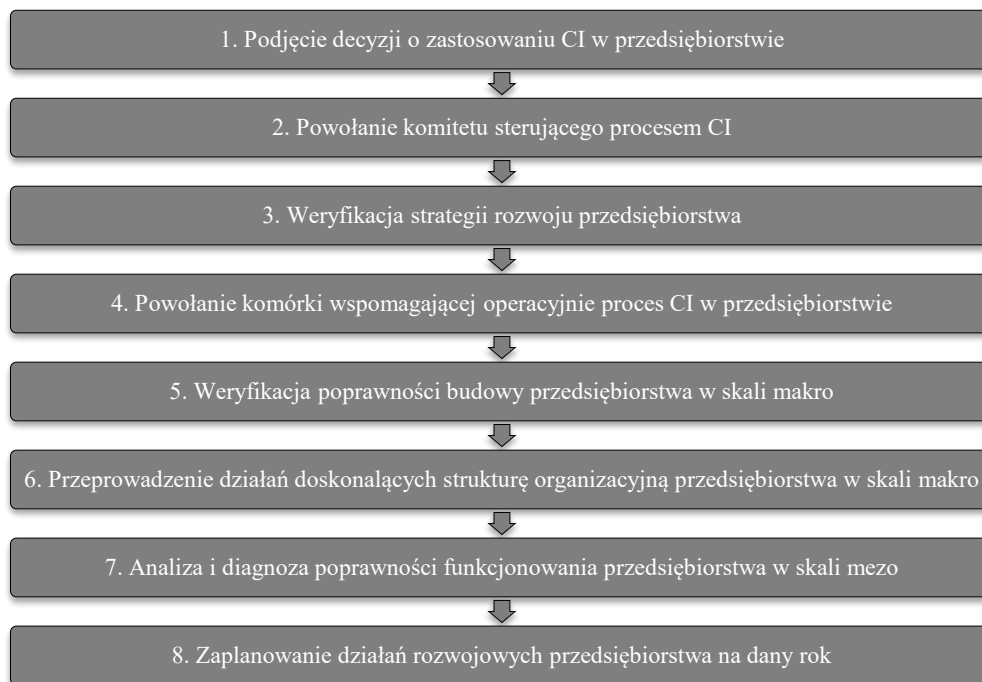 1. Podjęcie decyzji o zastosowaniu CI w przedsiębiorstwie
2. Powołanie komitetu sterującego procesem CI
3. Weryfikacja strategii rozwoju przedsiębiorstwa
4. Powołanie komórki wspomagającej operacyjnie proces CI w przedsiębiorstwie
5. Weryfikacja poprawności budowy przedsiębiorstwa w skali makro
6. Przeprowadzenie działań doskonalących strukturę organizacyjną przedsiębiorstwa w skali makro
7. Analiza i diagnoza poprawności funkcjonowania przedsiębiorstwa w skali mezo
8. Zaplanowanie działań rozwojowych przedsiębiorstwa na dany rok